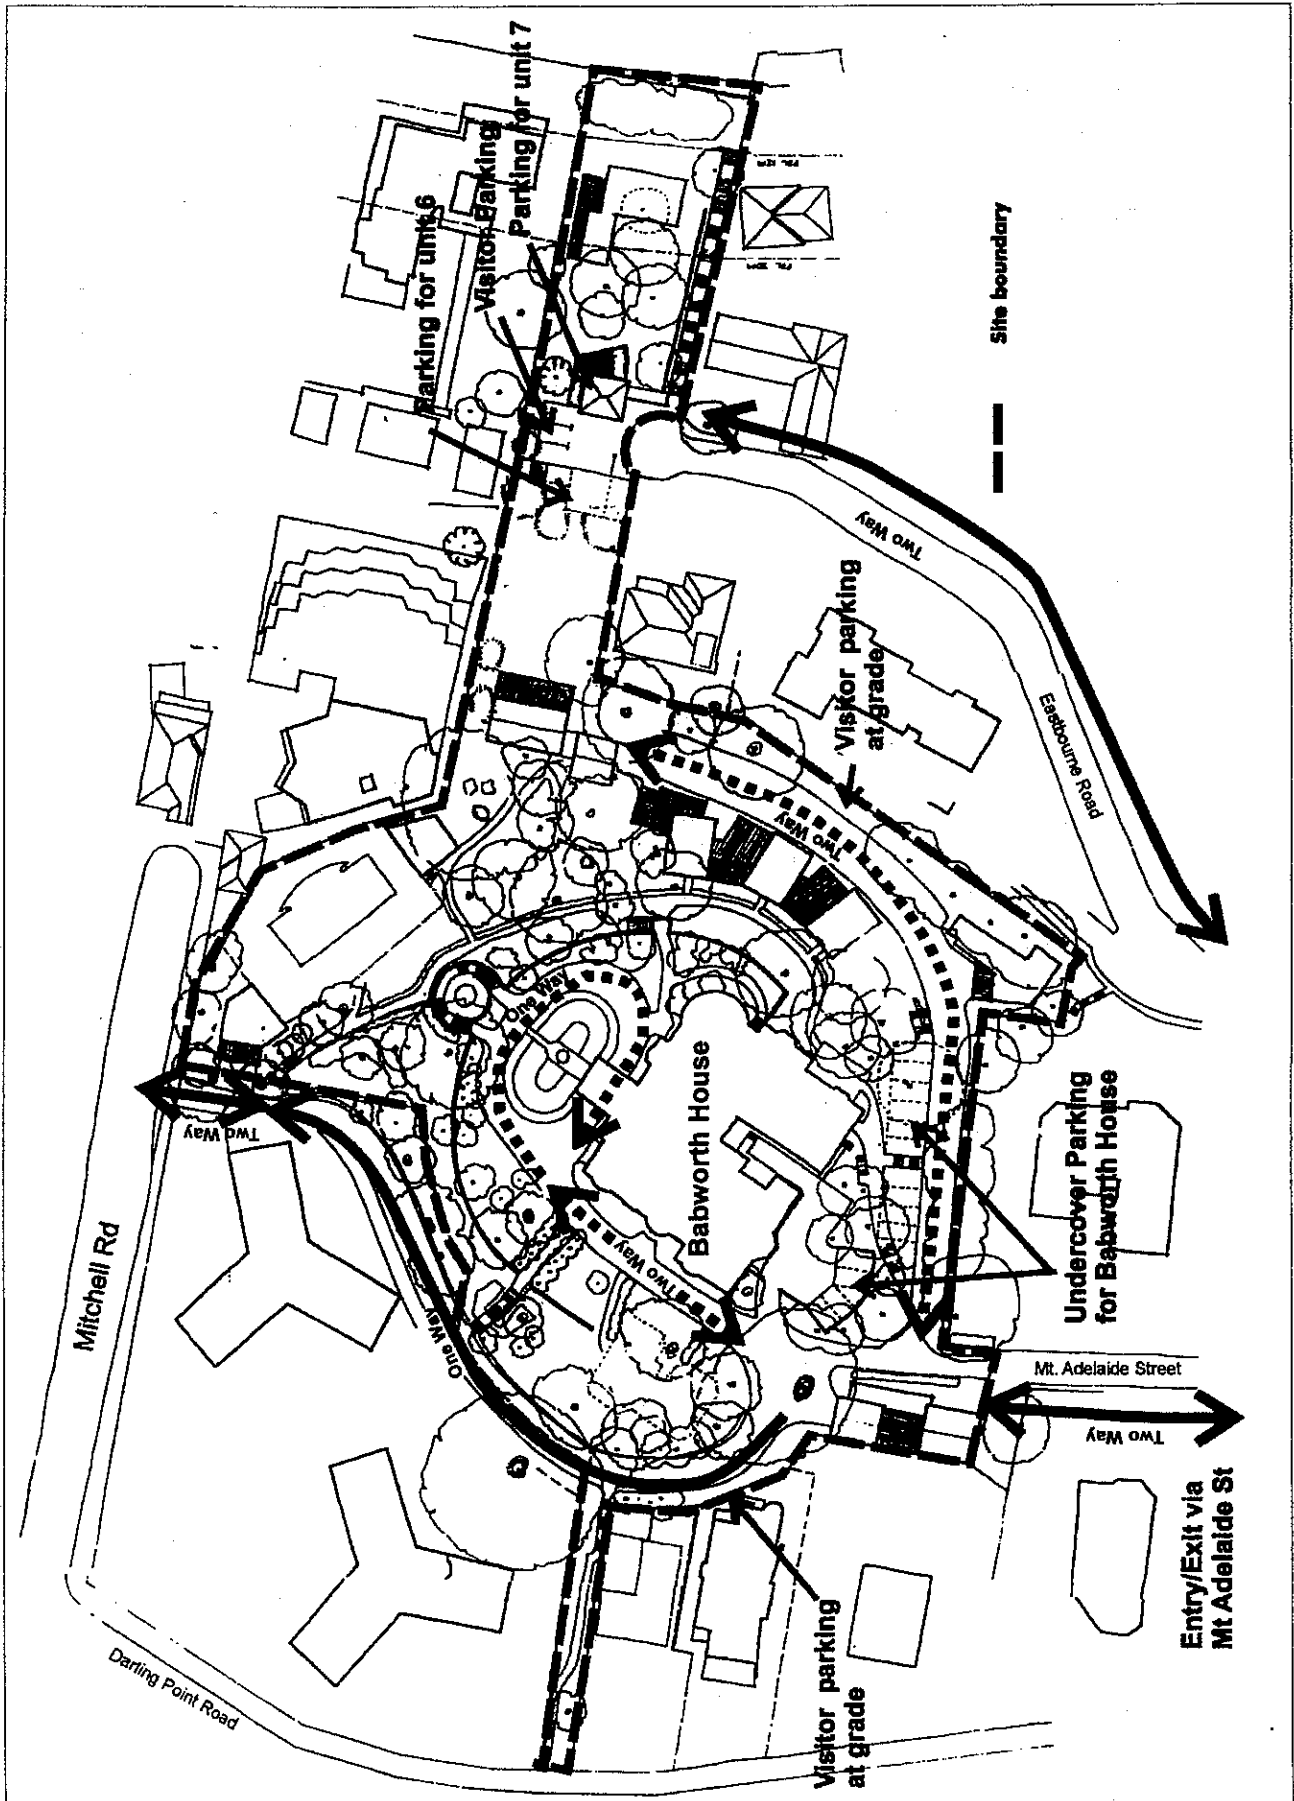 Parking for unit 7
Visitor Parking
Parking for unit 6
Site boundary
Two Way
Visitor parking
at grade
Eastbourne Road
Two Way
One Way
Two Way
Mitchell Rd
Babworth House
Two Way
One Way
Undercover Parking
for Babworth House
Mt. Adelaide Street
Two Way
Entry/Exit via
Mt Adelaide St
Visitor parking
at grade
Darling Point Road